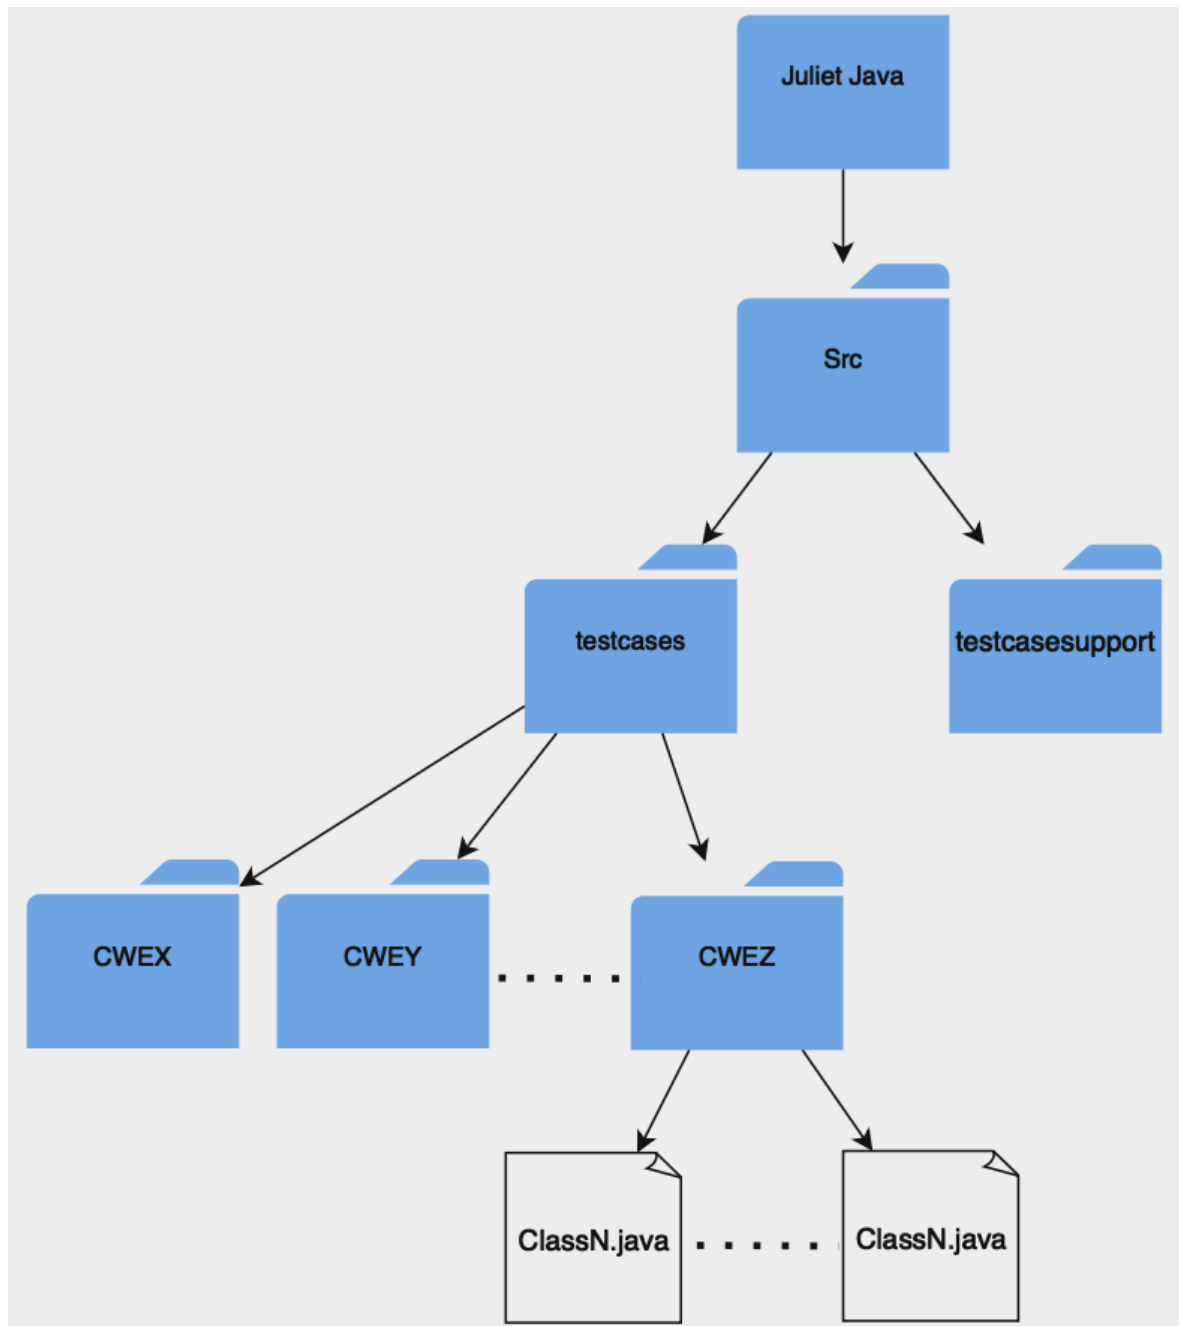 Juliet Java
Src
testcases
testcasesupport
CWEX
CWEY
CWEZ
ClassN.java
ClassN.java